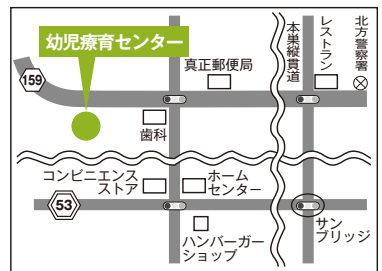 幼児療育センター
159
真正郵便局
本巣縦貫道
レストラン
北方警察署
歯科
コンビニエンス
ストア
ホーム
センター
53
ハンバーガー
ショップ
サン
ブリッジ